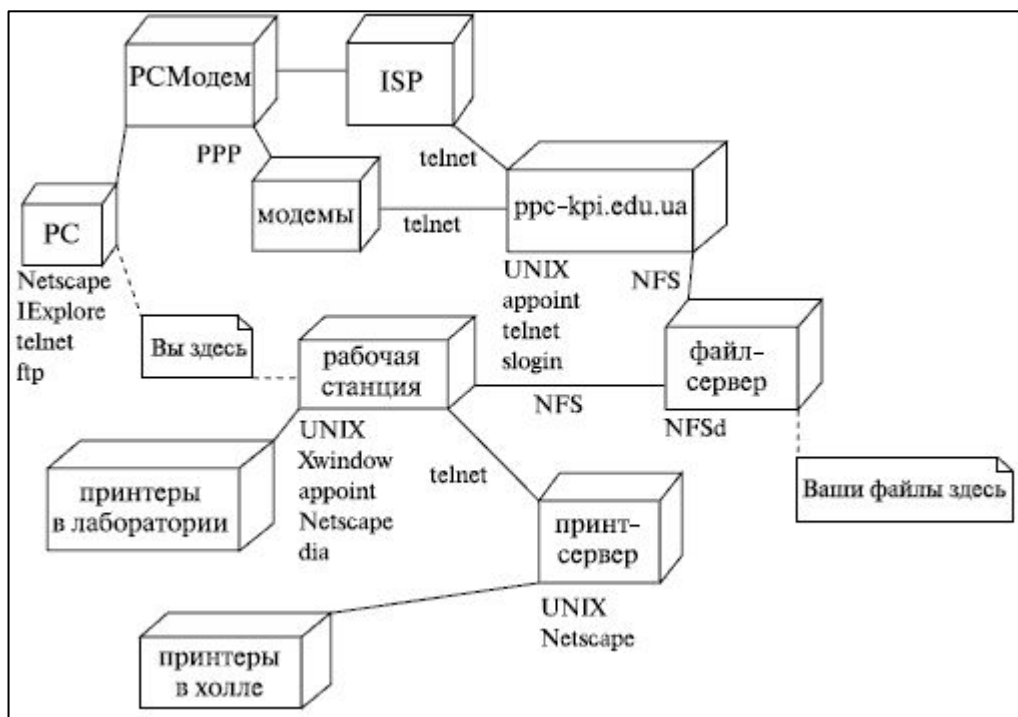 PCМодем
ISP
PPP
telnet
PC
модемы
telnet
ppc-kpi.edu.ua
Netscape
IExplore
telnet
ftp
UNIX
appoint
telnet
slogin
NFS
Вы здесь
рабочая
станция
файл-
сервер
NFS
NFSd
UNIX
Xwindow
appoint
Netscape
dia
telnet
принтеры
в лаборатории
Ваши файлы здесь
принт-
сервер
UNIX
Netscape
принтеры
в холле